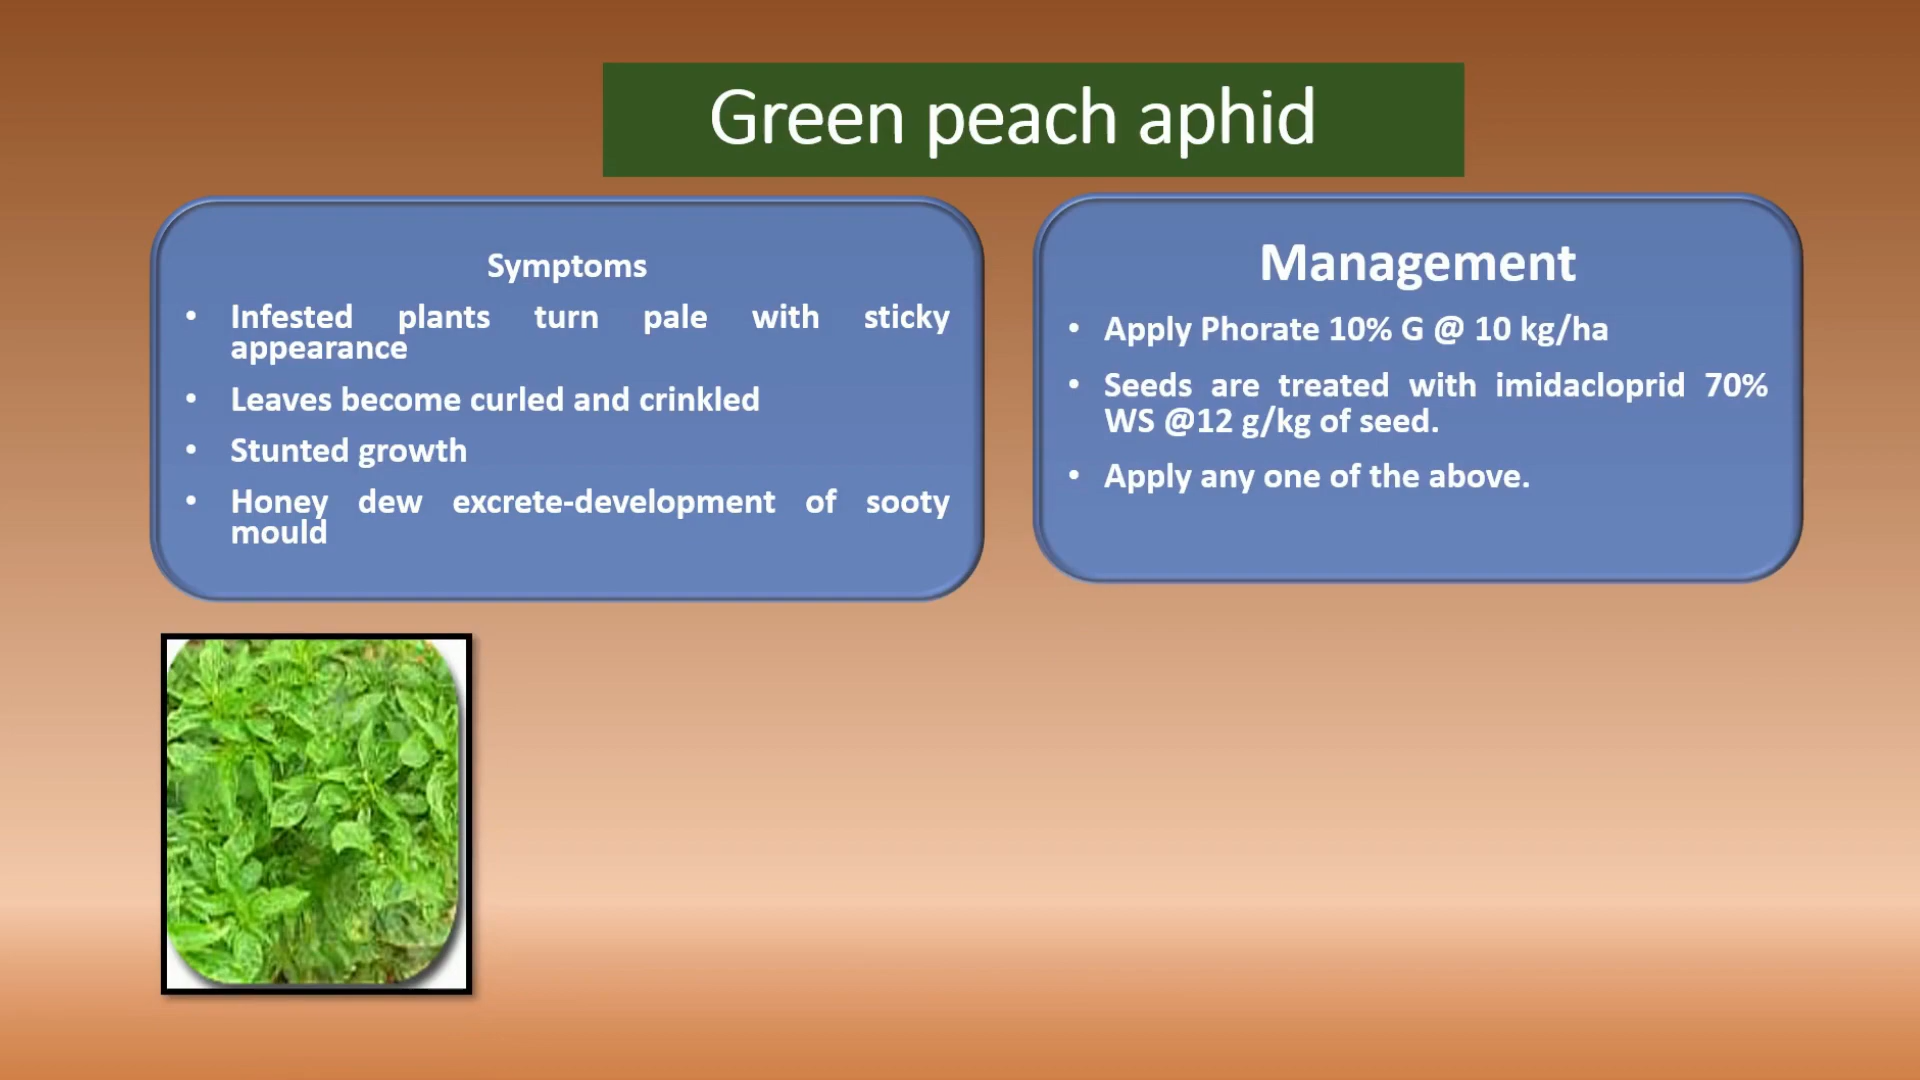 Green peach aphid
Symptoms
• Infested plants turn pale with sticky
appearance
• Leaves become curled and crinkled
• Stunted growth
• Honey dew excrete-development of sooty
mould
Management
• Apply Phorate 10% G @ 10 kg/ha
• Seeds are treated with imidacloprid 70%
WS @12 g/kg of seed.
• Apply any one of the above.